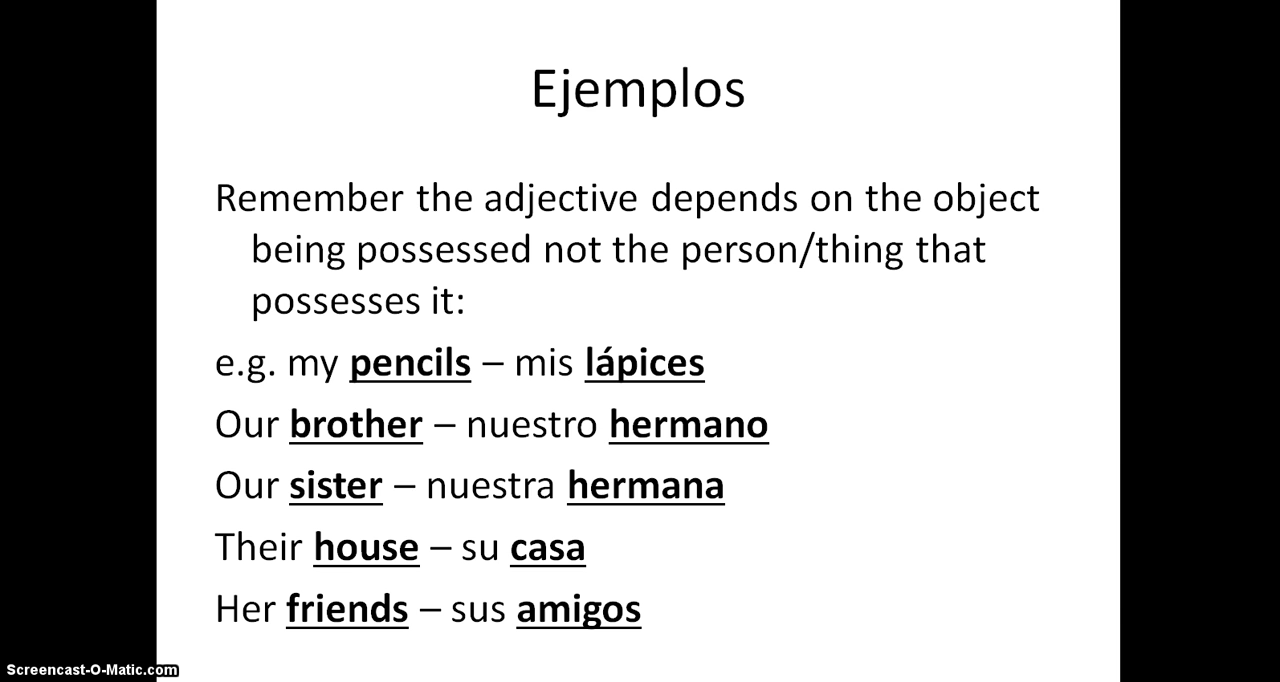 Ejemplos
Remember the adjective depends on the object
being possessed not the person/thing that
possesses it:
e.g. my pencils – mis lápices
Our brother – nuestro hermano
Our sister – nuestra hermana
Their house – su casa
Her friends – sus amigos
Screencast-O-Matic.com